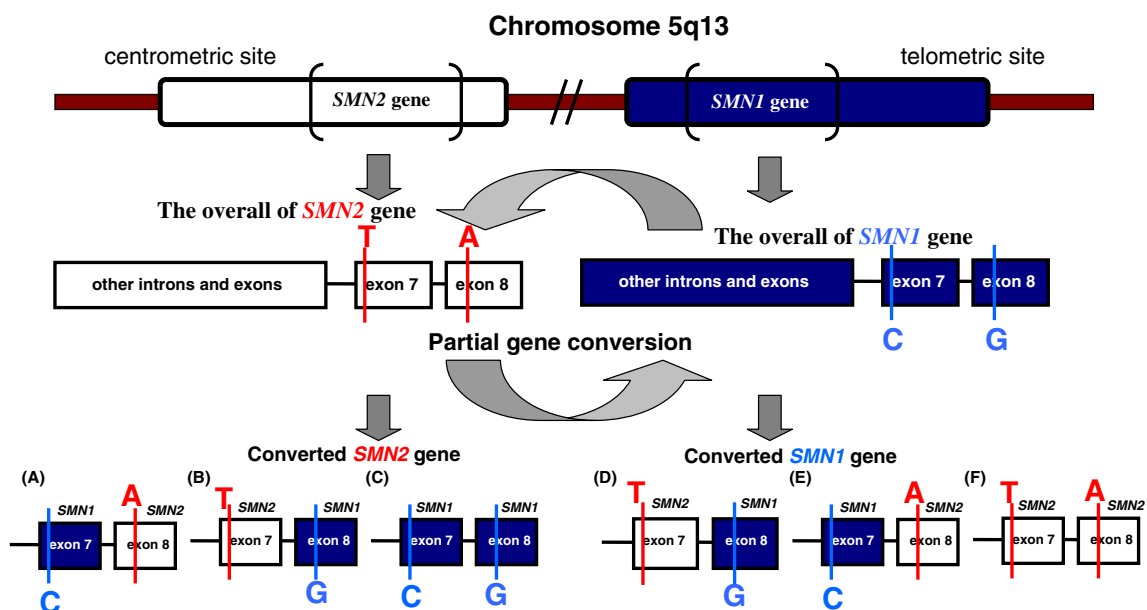 Chromosome 5q13
centrometric site
telometric site
SMN2 gene
SMN1 gene
The overall of SMN2 gene
The overall of SMN1 gene
T
A
other introns and exons
exon 7
exon 8
other introns and exons
exon 7
exon 8
C
G
Partial gene conversion
Converted SMN2 gene
Converted SMN1 gene
(A)
SMN1
A
SMN2
exon 7
exon 8
C
(B)
T
SMN2
SMN1
exon 7
exon 8
G
(C)
SMN1
SMN1
exon 7
exon 8
C
G
(D)
T
SMN2
SMN1
exon 7
exon 8
G
(E)
SMN1
A
SMN2
exon 7
exon 8
C
(F)
T
SMN2
A
SMN2
exon 7
exon 8